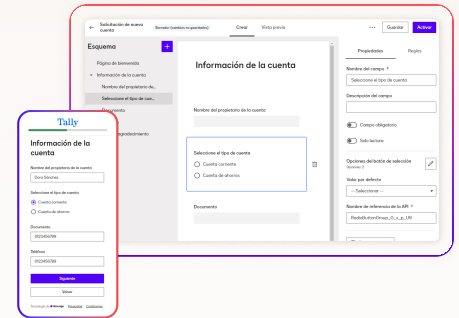 Solicitud de nueva cuenta
Borrador (cambios no guardados)
Crear
Vista previa
Guardar
Activar
Esquema
Página de bienvenida
Información de la cuenta
Nombre del propietario de...
Seleccione el tipo de cue...
Documento
Información de la cuenta
Nombre del propietario de la cuenta
Seleccione el tipo de cuenta
Cuenta corriente
Cuenta de ahorros
Documento
Propiedades
Reglas
Nombre del campo *
Seleccione el tipo de cuenta
Descripción del campo
Campo obligatorio
Solo lectura
Opciones del botón de selección
Opciones: 2
Valor por defecto
-- Seleccionar --
Nombre de referencia de la API *
Tally
Información de la
cuenta
Nombre del propietario de la cuenta
Dora Sánchez
Seleccione el tipo de cuenta
Cuenta corriente
Cuenta de ahorros
Documento
0123456789
Teléfono
0123456789
Siguiente
Volver
Privacidad
Condiciones